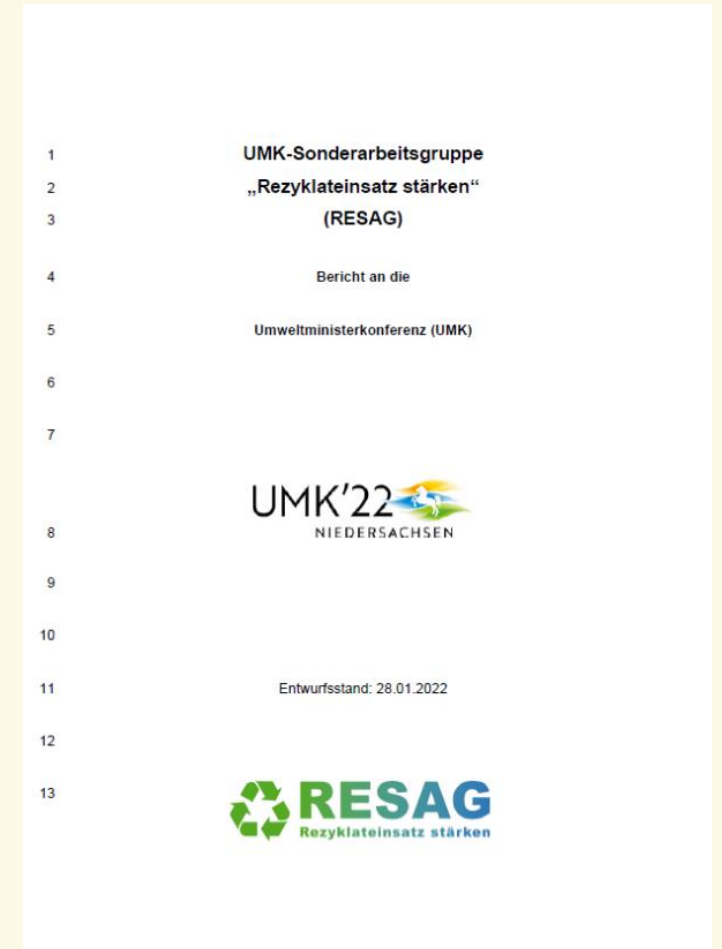 1 UMK-Sonderarbeitsgruppe
2 „Rezyklateinsatz stärken“
3 (RESAG)
4 Bericht an die
5 Umweltministerkonferenz (UMK)
6
7
UMK'22
8 NIEDERSACHSEN
9
10
11 Entwurfsstand: 28.01.2022
12
13 RESAG
Rezyklateinsatz stärken